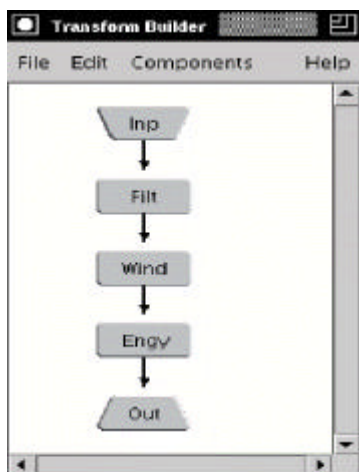 Transform Builder
File Edit Components Help
Inp
Filt
Wind
Engy
Out